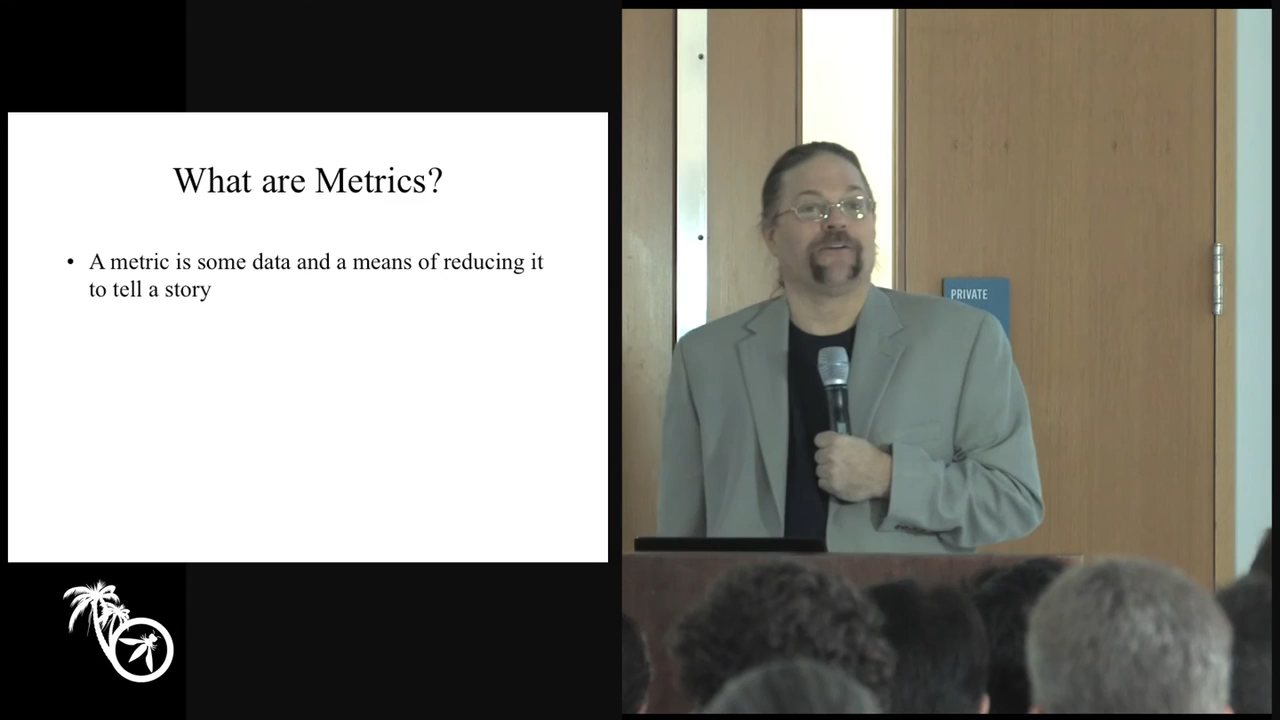 What are Metrics?
• A metric is some data and a means of reducing it
to tell a story
PRIVATE